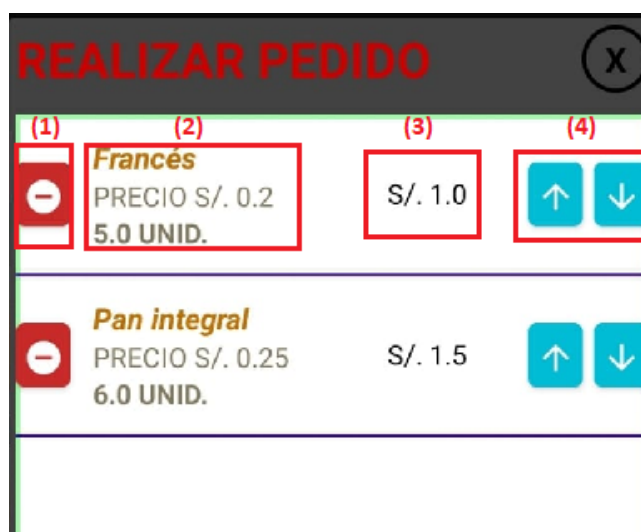 REALIZAR PEDIDO X
(1) (2) (3) (4)
Francés
PRECIO S/. 0.2 S/. 1.0
5.0 UNID.
Pan integral
PRECIO S/. 0.25 S/. 1.5
6.0 UNID.